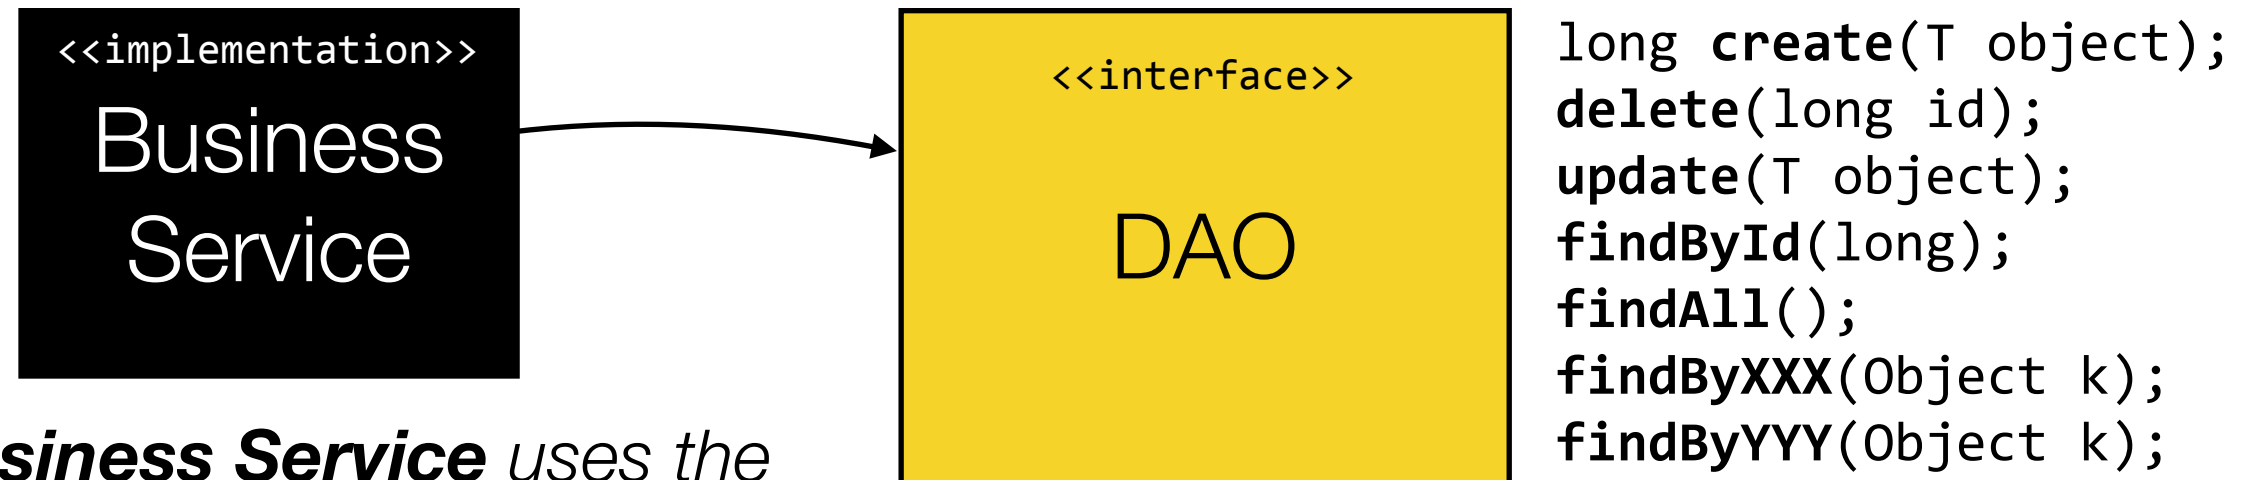 <<implementation>>
Business
Service
<<interface>>
DAO
long create(T object);
delete(long id);
update(T object);
findById(long);
findAll();
findByXXX(Object k);
findByYYY(Object k);
Service uses the